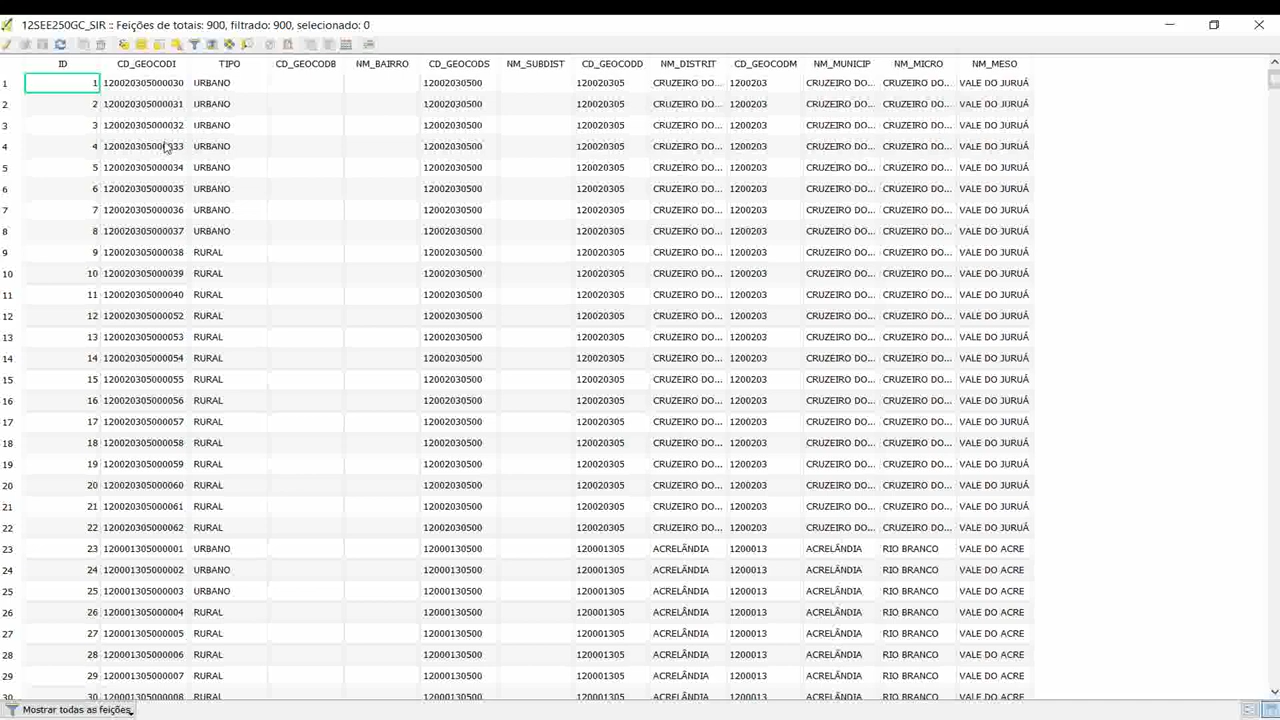 12SEE250GC_SIR :: Feições de totais: 900, filtrado: 900, selecionado: 0
ID CD_GEOCODI TIPO CD_GEOCODB NM_BAIRRO CD_GEOCODS NM_SUBDIST CD_GEOCODD NM_DISTRIT CD_GEOCODM NM_MUNICIP NM_MICRO NM_MESO
1 1 120020305000030 URBANO 12002030500 120020305 CRUZEIRO DO... 1200203 CRUZEIRO DO... CRUZEIRO DO... VALE DO JURUÁ
2 2 120020305000031 URBANO 12002030500 120020305 CRUZEIRO DO... 1200203 CRUZEIRO DO... CRUZEIRO DO... VALE DO JURUÁ
3 3 120020305000032 URBANO 12002030500 120020305 CRUZEIRO DO... 1200203 CRUZEIRO DO... CRUZEIRO DO... VALE DO JURUÁ
4 4 120020305000033 URBANO 12002030500 120020305 CRUZEIRO DO... 1200203 CRUZEIRO DO... CRUZEIRO DO... VALE DO JURUÁ
5 5 120020305000034 URBANO 12002030500 120020305 CRUZEIRO DO... 1200203 CRUZEIRO DO... CRUZEIRO DO... VALE DO JURUÁ
6 6 120020305000035 URBANO 12002030500 120020305 CRUZEIRO DO... 1200203 CRUZEIRO DO... CRUZEIRO DO... VALE DO JURUÁ
7 7 120020305000036 URBANO 12002030500 120020305 CRUZEIRO DO... 1200203 CRUZEIRO DO... CRUZEIRO DO... VALE DO JURUÁ
8 8 120020305000037 URBANO 12002030500 120020305 CRUZEIRO DO... 1200203 CRUZEIRO DO... CRUZEIRO DO... VALE DO JURUÁ
9 9 120020305000038 RURAL 12002030500 120020305 CRUZEIRO DO... 1200203 CRUZEIRO DO... CRUZEIRO DO... VALE DO JURUÁ
10 10 120020305000039 RURAL 12002030500 120020305 CRUZEIRO DO... 1200203 CRUZEIRO DO... CRUZEIRO DO... VALE DO JURUÁ
11 11 120020305000040 RURAL 12002030500 120020305 CRUZEIRO DO... 1200203 CRUZEIRO DO... CRUZEIRO DO... VALE DO JURUÁ
12 12 120020305000052 RURAL 12002030500 120020305 CRUZEIRO DO... 1200203 CRUZEIRO DO... CRUZEIRO DO... VALE DO JURUÁ
13 13 120020305000053 RURAL 12002030500 120020305 CRUZEIRO DO... 1200203 CRUZEIRO DO... CRUZEIRO DO... VALE DO JURUÁ
14 14 120020305000054 RURAL 12002030500 120020305 CRUZEIRO DO... 1200203 CRUZEIRO DO... CRUZEIRO DO... VALE DO JURUÁ
15 15 120020305000055 RURAL 12002030500 120020305 CRUZEIRO DO... 1200203 CRUZEIRO DO... CRUZEIRO DO... VALE DO JURUÁ
16 16 120020305000056 RURAL 12002030500 120020305 CRUZEIRO DO... 1200203 CRUZEIRO DO... CRUZEIRO DO... VALE DO JURUÁ
17 17 120020305000057 RURAL 12002030500 120020305 CRUZEIRO DO... 1200203 CRUZEIRO DO... CRUZEIRO DO... VALE DO JURUÁ
18 18 120020305000058 RURAL 12002030500 120020305 CRUZEIRO DO... 1200203 CRUZEIRO DO... CRUZEIRO DO... VALE DO JURUÁ
19 19 120020305000059 RURAL 12002030500 120020305 CRUZEIRO DO... 1200203 CRUZEIRO DO... CRUZEIRO DO... VALE DO JURUÁ
20 20 120020305000060 RURAL 12002030500 120020305 CRUZEIRO DO... 1200203 CRUZEIRO DO... CRUZEIRO DO... VALE DO JURUÁ
21 21 120020305000061 RURAL 12002030500 120020305 CRUZEIRO DO... 1200203 CRUZEIRO DO... CRUZEIRO DO... VALE DO JURUÁ
22 22 120020305000062 RURAL 12002030500 120020305 CRUZEIRO DO... 1200203 CRUZEIRO DO... CRUZEIRO DO... VALE DO JURUÁ
23 23 120001305000001 URBANO 12000130500 120001305 ACRELÂNDIA 1200013 ACRELÂNDIA RIO BRANCO VALE DO ACRE
24 24 120001305000002 URBANO 12000130500 120001305 ACRELÂNDIA 1200013 ACRELÂNDIA RIO BRANCO VALE DO ACRE
25 25 120001305000003 URBANO 12000130500 120001305 ACRELÂNDIA 1200013 ACRELÂNDIA RIO BRANCO VALE DO ACRE
26 26 120001305000004 RURAL 12000130500 120001305 ACRELÂNDIA 1200013 ACRELÂNDIA RIO BRANCO VALE DO ACRE
27 27 120001305000005 RURAL 12000130500 120001305 ACRELÂNDIA 1200013 ACRELÂNDIA RIO BRANCO VALE DO ACRE
28 28 120001305000006 RURAL 12000130500 120001305 ACRELÂNDIA 1200013 ACRELÂNDIA RIO BRANCO VALE DO ACRE
29 29 120001305000007 RURAL 12000130500 120001305 ACRELÂNDIA 1200013 ACRELÂNDIA RIO BRANCO VALE DO ACRE
30 30 120001305000008 RURAL 12000130500 120001305 ACRELÂNDIA 1200013 ACRELÂNDIA RIO BRANCO VALE DO ACRE
Mostrar todas as feições